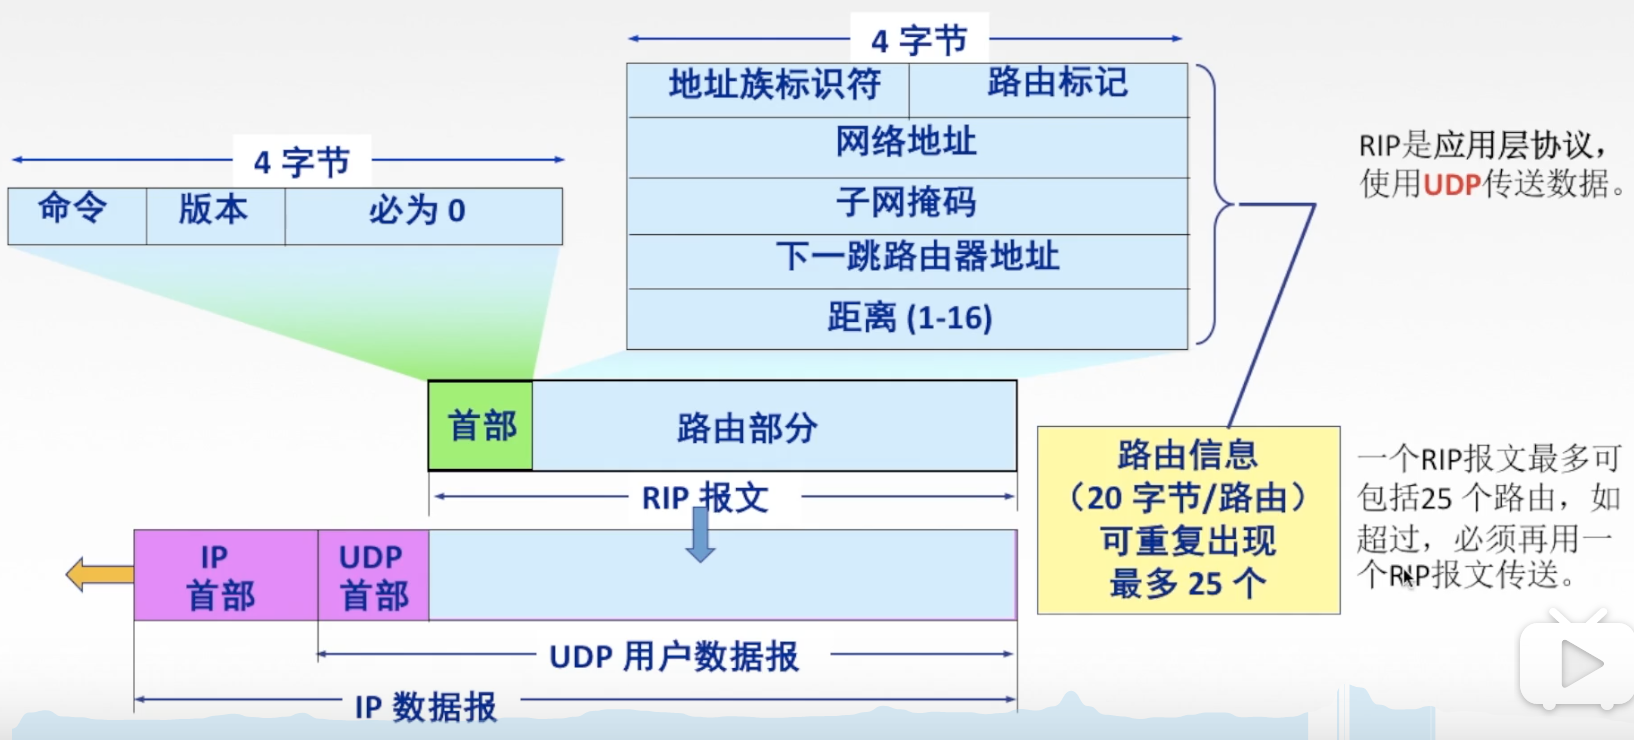 4 字节
地址族标识符
路由标记
网络地址
子网掩码
下一跳路由器地址
距离 (1-16)
4 字节
命令
版本
必为 0
RIP是应用层协议，
使用UDP传送数据。
首部
路由部分
RIP 报文
路由信息
（20 字节/路由）
可重复出现
最多 25 个
一个RIP报文最多可
包括25 个路由，如
超过，必须再用一
个RIP报文传送。
IP
首部
UDP
首部
UDP 用户数据报
IP 数据报